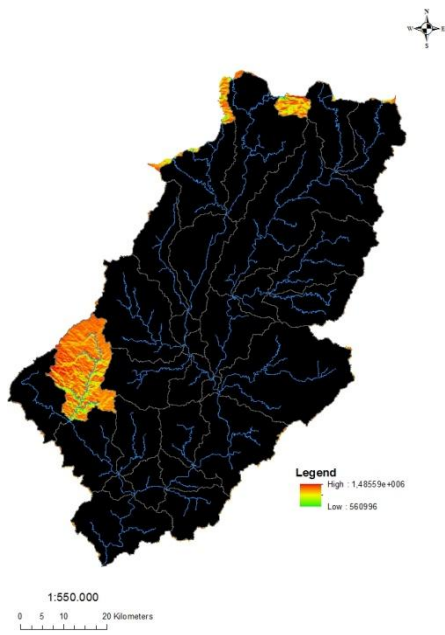 N
W E
S
Legend
High : 1,48559e+006
Low : 560996
1:550.000
0 5 10 20 Kilometers